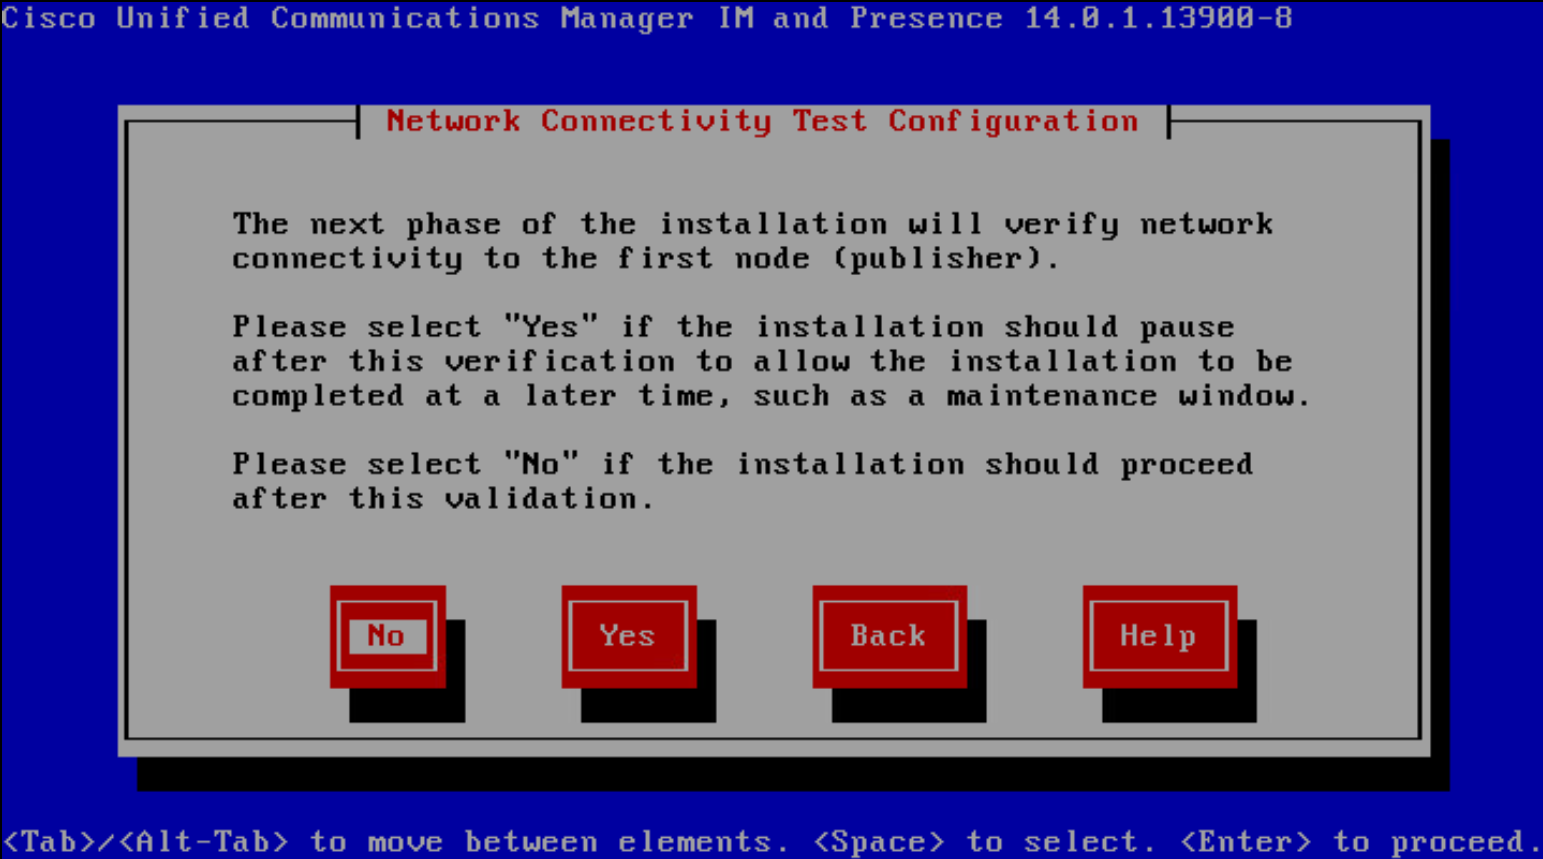 Cisco Unified Communications Manager IM and Presence 14.0.1.13900-8
Network Connectivity Test Configuration
The next phase of the installation will verify network
connectivity to the first node (publisher).
Please select "Yes" if the installation should pause
after this verification to allow the installation to be
completed at a later time, such as a maintenance window.
Please select "No" if the installation should proceed
after this validation.
No Yes Back Help
<Tab>/<Alt-Tab> to move between elements. <Space> to select. <Enter> to proceed.